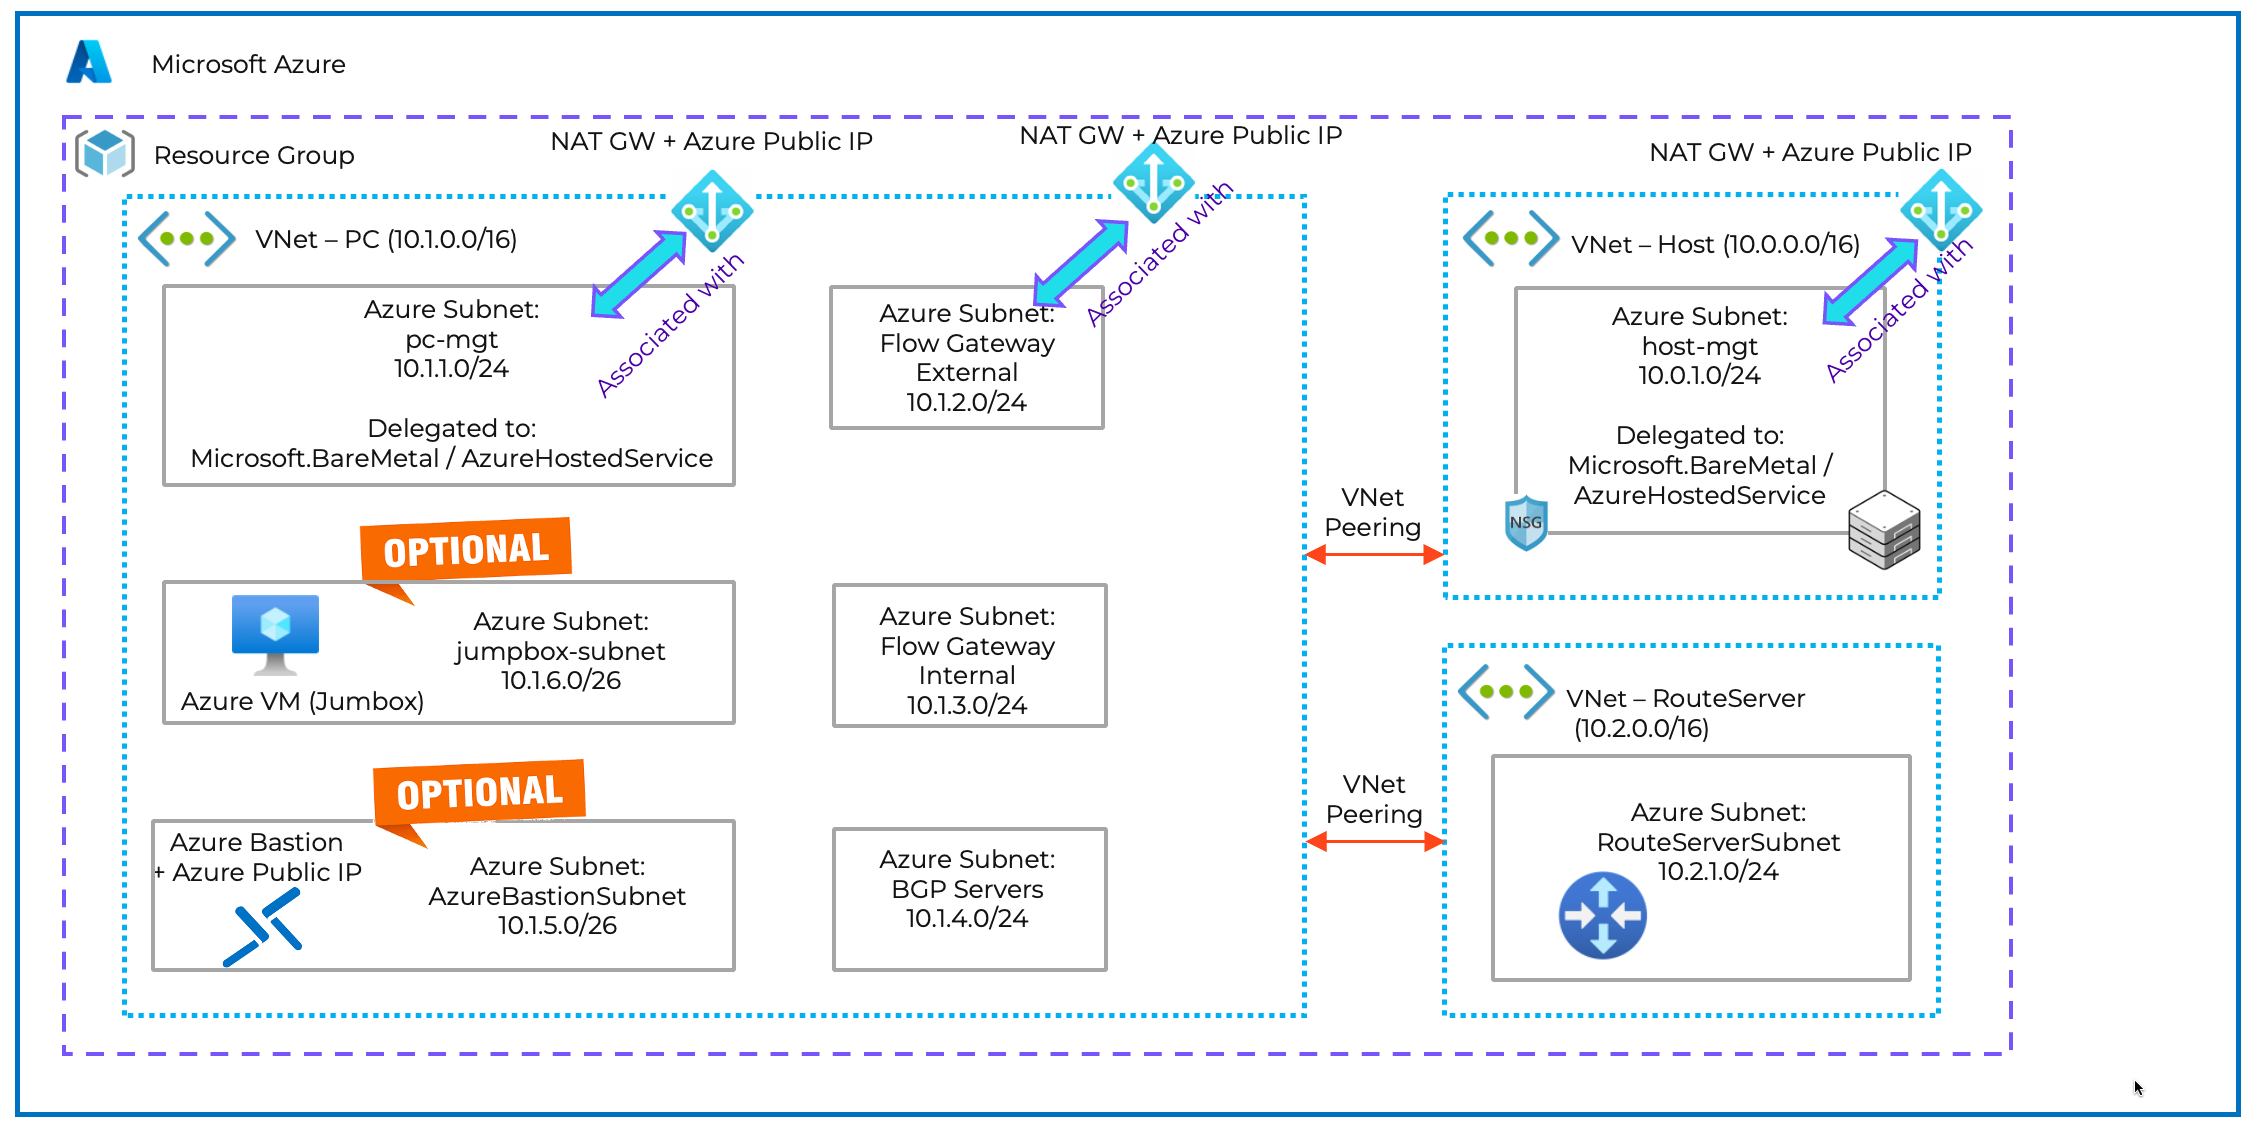 Microsoft Azure
Resource Group
NAT GW + Azure Public IP
NAT GW + Azure Public IP
NAT GW + Azure Public IP
VNet – PC (10.1.0.0/16)
Azure Subnet:
pc-mgt
10.1.1.0/24
Delegated to:
Microsoft.BareMetal / AzureHostedService
Associated with
Azure Subnet:
Flow Gateway
External
10.1.2.0/24
Associated with
OPTIONAL
Azure VM (Jumbox)
Azure Subnet:
jumpbox-subnet
10.1.6.0/26
Azure Subnet:
Flow Gateway
Internal
10.1.3.0/24
OPTIONAL
Azure Bastion
+ Azure Public IP
Azure Subnet:
AzureBastionSubnet
10.1.5.0/26
Azure Subnet:
BGP Servers
10.1.4.0/24
VNet
Peering
VNet
Peering
VNet – Host (10.0.0.0/16)
Azure Subnet:
host-mgt
10.0.1.0/24
Delegated to:
Microsoft.BareMetal /
AzureHostedService
Associated with
NSG
VNet – RouteServer
(10.2.0.0/16)
Azure Subnet:
RouteServerSubnet
10.2.1.0/24